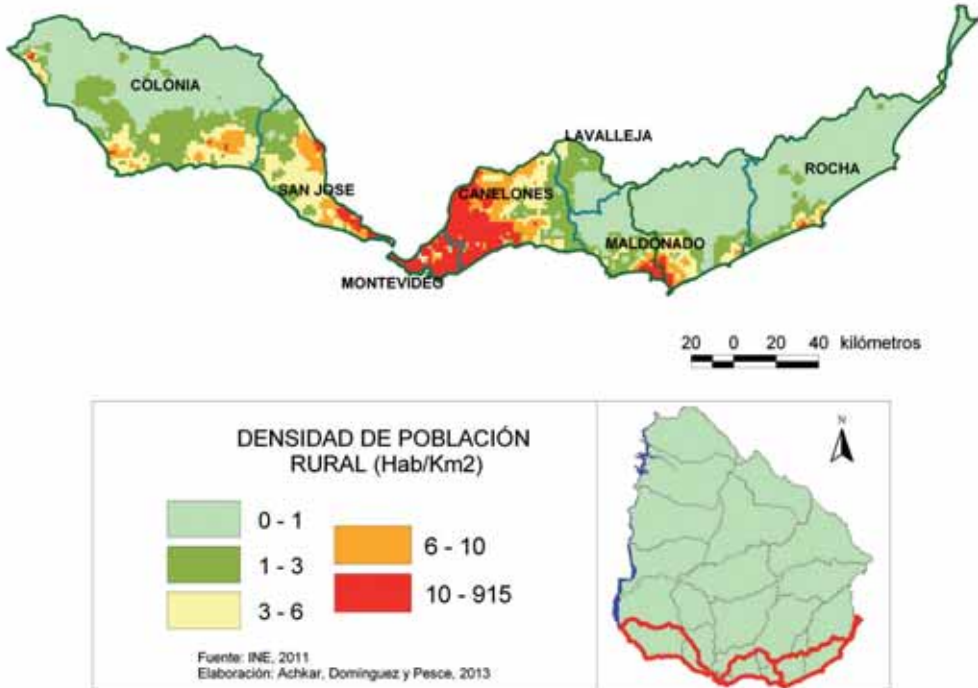 COLONIA
LAVALLEJA
ROCHA
SAN JOSE
CANELONES
MALDONADO
MONTEVIDEO
20 0 20 40 kilómetros
DENSIDAD DE POBLACIÓN
RURAL (Hab/Km2)
0 - 1
1 - 3
3 - 6
6 - 10
10 - 915
N
Fuente: INE, 2011
Elaboración: Achkar, Dominguez y Pesce, 2013